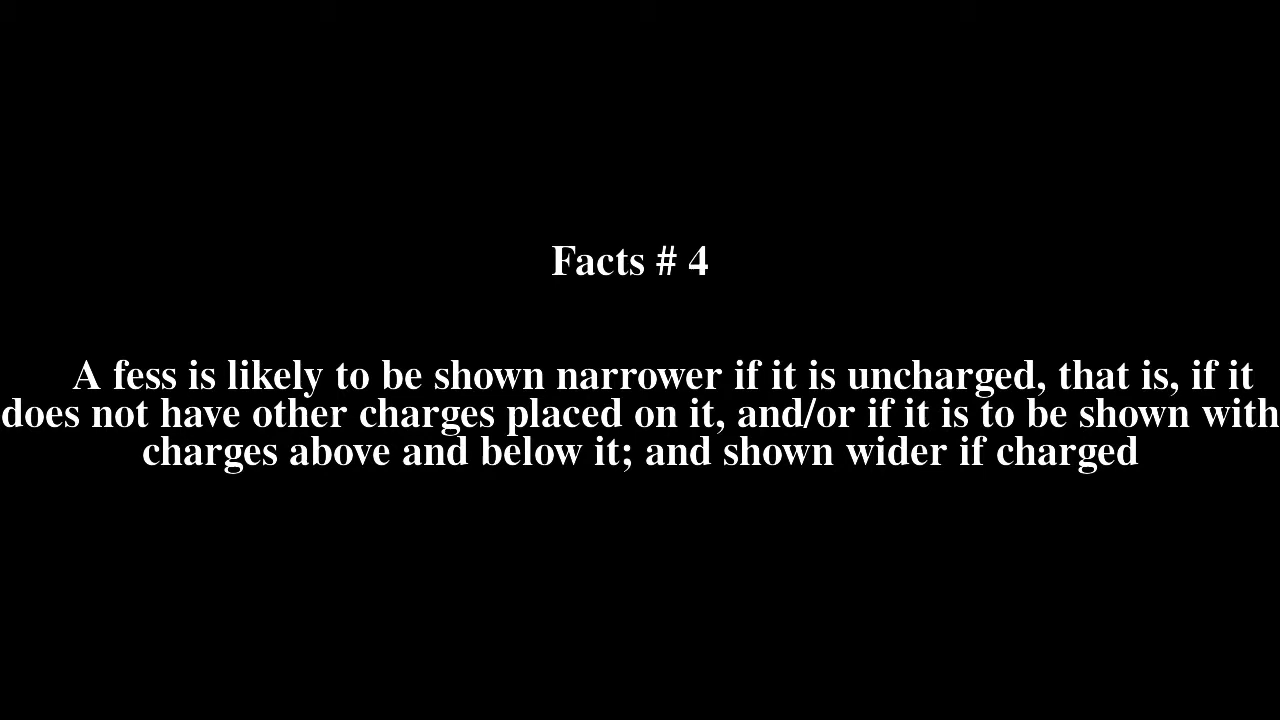 Facts # 4
A fess is likely to be shown narrower if it is uncharged, that is, if it
does not have other charges placed on it, and/or if it is to be shown with
charges above and below it; and shown wider if charged